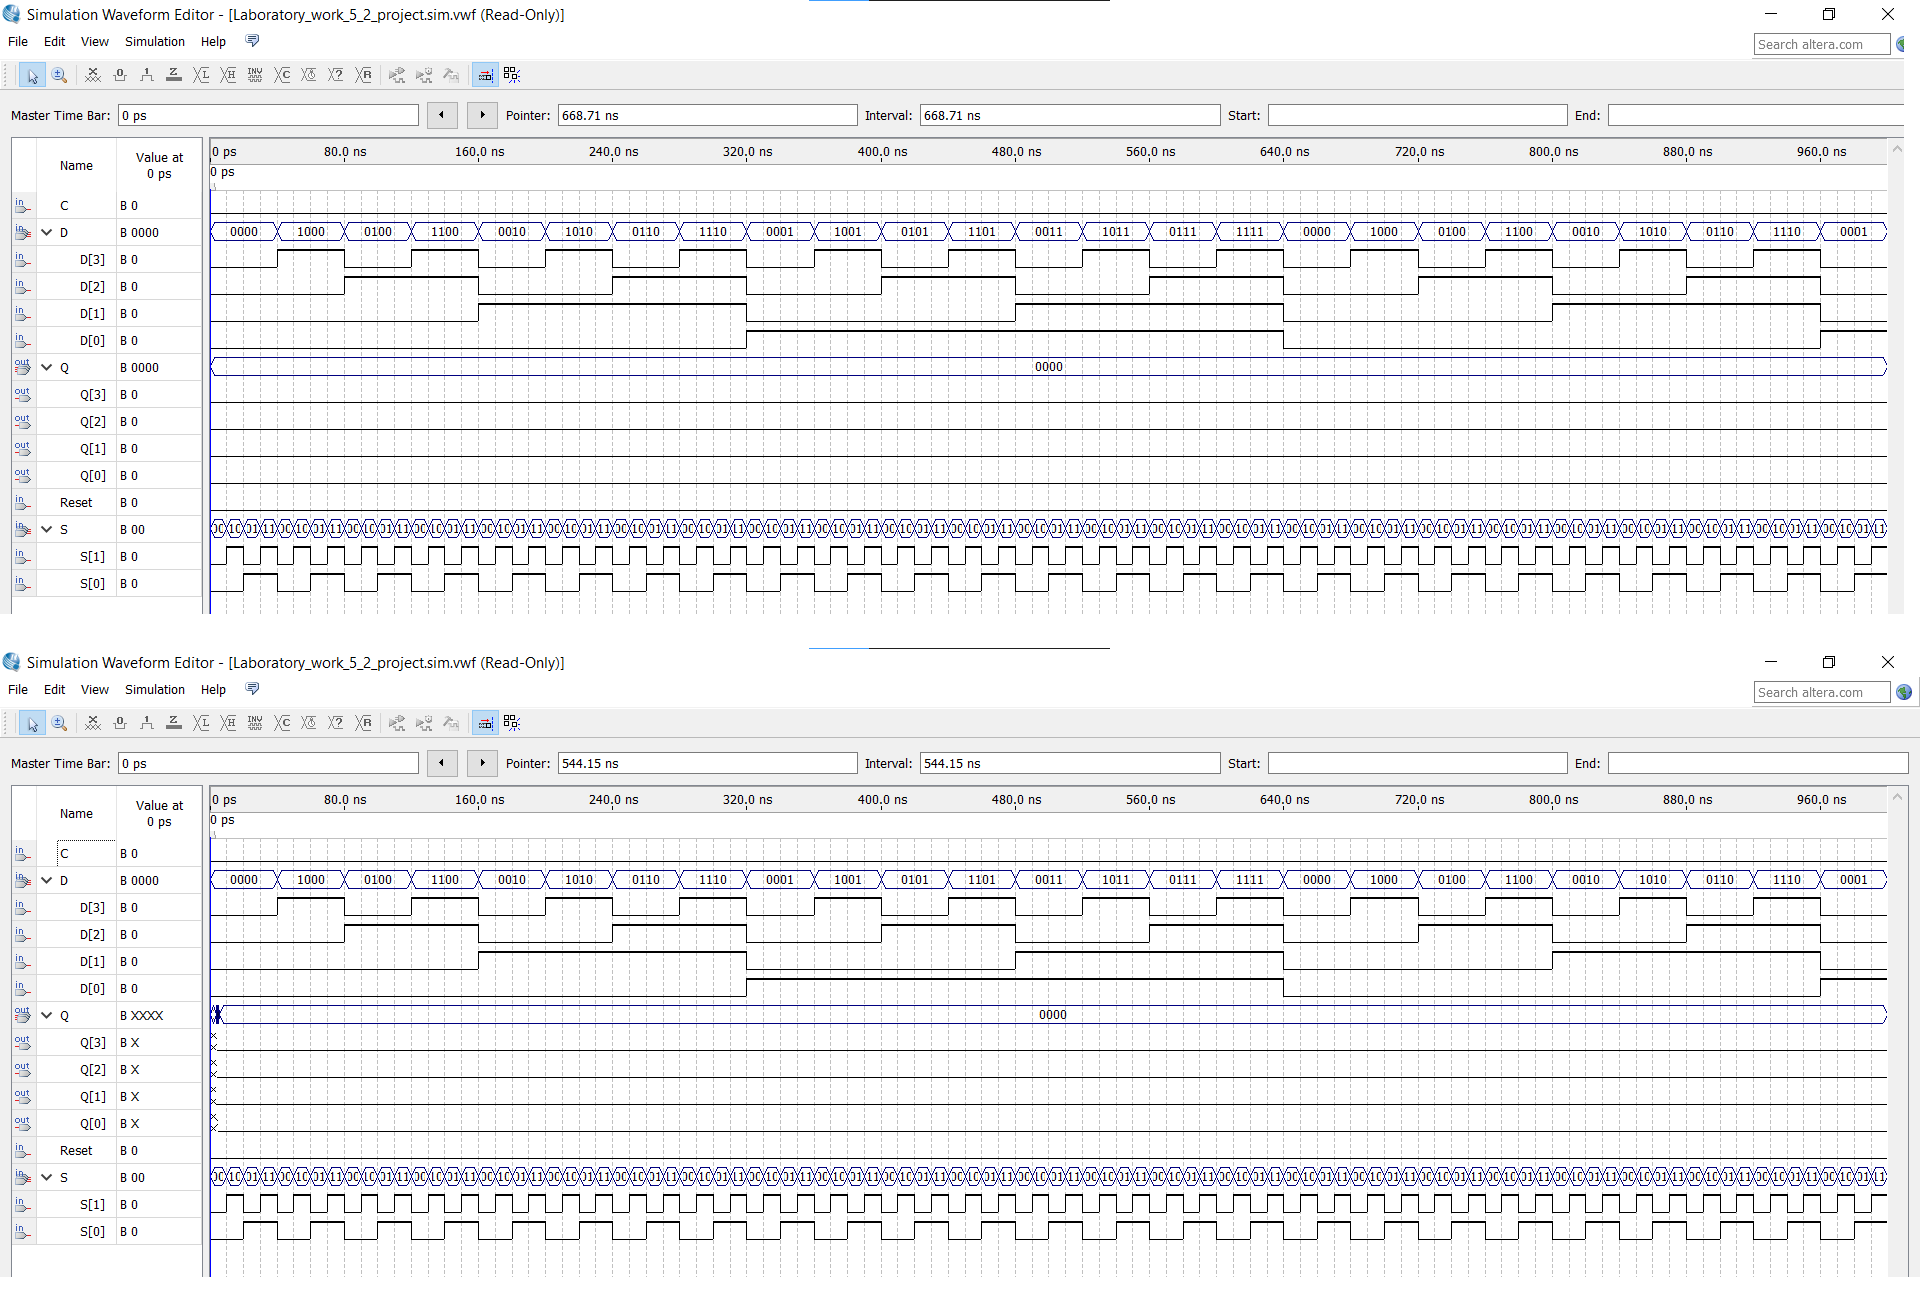 Simulation Waveform Editor - [Laboratory_work_5_2_project.sim.vwf (Read-Only)]
File Edit View Simulation Help
Search altera.com
Master Time Bar: 0 ps Pointer: 668.71 ns Interval: 668.71 ns Start: End:
Name Value at 0 ps
0 ps 80.0 ns 160.0 ns 240.0 ns 320.0 ns 400.0 ns 480.0 ns 560.0 ns 640.0 ns 720.0 ns 800.0 ns 880.0 ns 960.0 ns
0 ps
in C B 0
in D B 0000 0000 1000 0100 1100 0010 1010 0110 1110 0001 1001 0101 1101 0011 1011 0111 1111 0000 1000 0100 1100 0010 1010 0110 1110 0001
in D[3] B 0
in D[2] B 0
in D[1] B 0
in D[0] B 0
out Q B 0000 0000
out Q[3] B 0
out Q[2] B 0
out Q[1] B 0
out Q[0] B 0
in Reset B 0
in S B 00
in S[1] B 0
in S[0] B 0
Simulation Waveform Editor - [Laboratory_work_5_2_project.sim.vwf (Read-Only)]
File Edit View Simulation Help
Search altera.com
Master Time Bar: 0 ps Pointer: 544.15 ns Interval: 544.15 ns Start: End:
Name Value at 0 ps
0 ps 80.0 ns 160.0 ns 240.0 ns 320.0 ns 400.0 ns 480.0 ns 560.0 ns 640.0 ns 720.0 ns 800.0 ns 880.0 ns 960.0 ns
0 ps
in C B 0
in D B 0000 0000 1000 0100 1100 0010 1010 0110 1110 0001 1001 0101 1101 0011 1011 0111 1111 0000 1000 0100 1100 0010 1010 0110 1110 0001
in D[3] B 0
in D[2] B 0
in D[1] B 0
in D[0] B 0
out Q B XXXX 0000
out Q[3] B X
out Q[2] B X
out Q[1] B X
out Q[0] B X
in Reset B 0
in S B 00
in S[1] B 0
in S[0] B 0